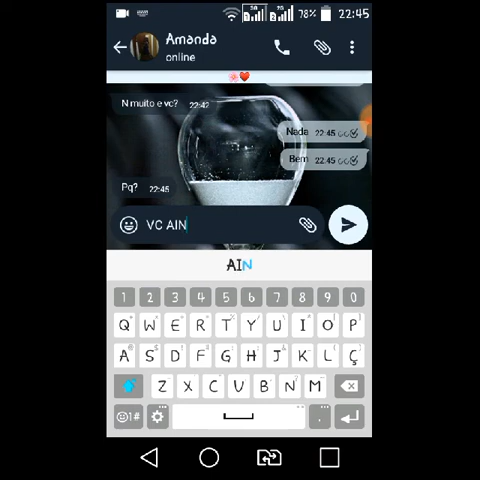 78% 22:45
Amanda
online
N muito e vc? 22:42
Nada 22:45
Bem 22:45
Pq? 22:45
VC AIN
AIN
1 2 3 4 5 6 7 8 9 0
Q W E R T Y U I O P
A S D F G H J K L Ç
Z X C V B N M
1# .